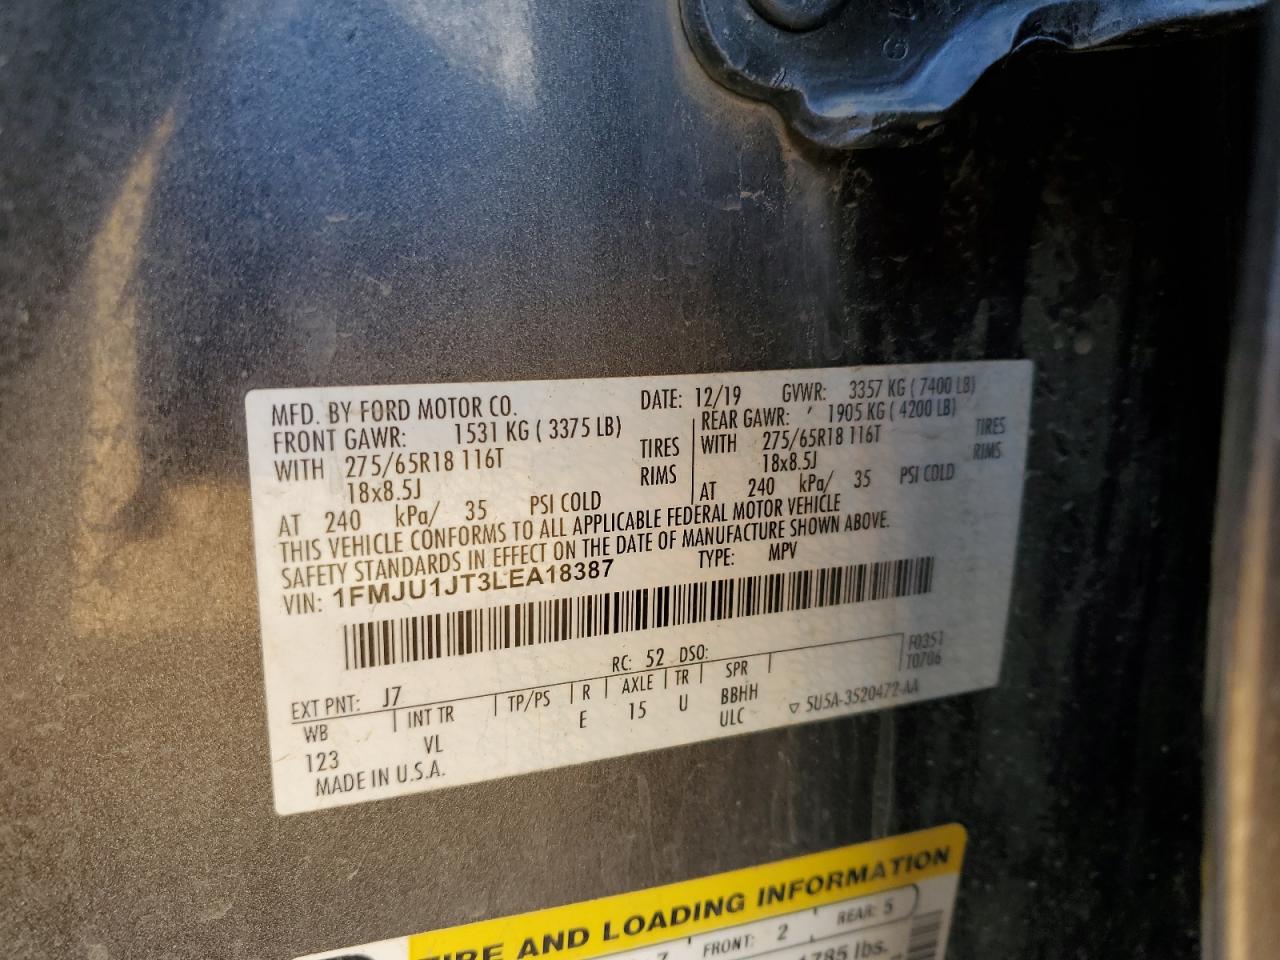 MFD. BY FORD MOTOR CO. DATE: 12/19 GVWR: 3357 KG ( 7400 LB)
FRONT GAWR: 1531 KG ( 3375 LB) REAR GAWR: 1905 KG ( 4200 LB)
WITH 275/65R18 116T TIRES WITH 275/65R18 116T TIRES
18x8.5J RIMS 18x8.5J RIMS
AT 240 kPa/ 35 PSI COLD AT 240 kPa/ 35 PSI COLD
THIS VEHICLE CONFORMS TO ALL APPLICABLE FEDERAL MOTOR VEHICLE
SAFETY STANDARDS IN EFFECT ON THE DATE OF MANUFACTURE SHOWN ABOVE.
VIN: 1FMJU1JT3LEA18387 TYPE: MPV
F0351
T0706
EXT PNT: J7 RC: 52 DSO:
WB INT TR TP/PS R AXLE TR SPR
123 VL E 15 U BBHH
ULC ▽ 5U5A-3520472-AA
MADE IN U.S.A.
TIRE AND LOADING INFORMATION
7 FRONT: 2 REAR: 5
1785 lbs.